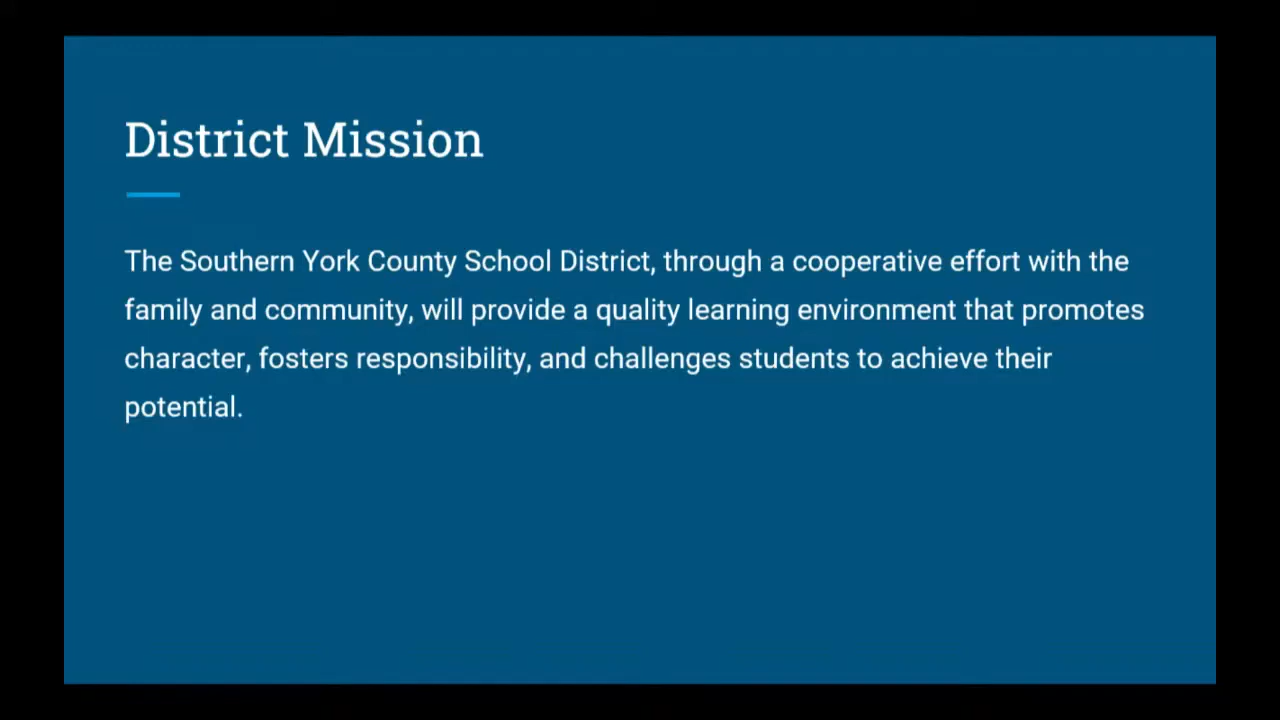 District Mission
The Southern York County School District, through a cooperative effort with the
family and community, will provide a quality learning environment that promotes
character, fosters responsibility, and challenges students to achieve their
potential.